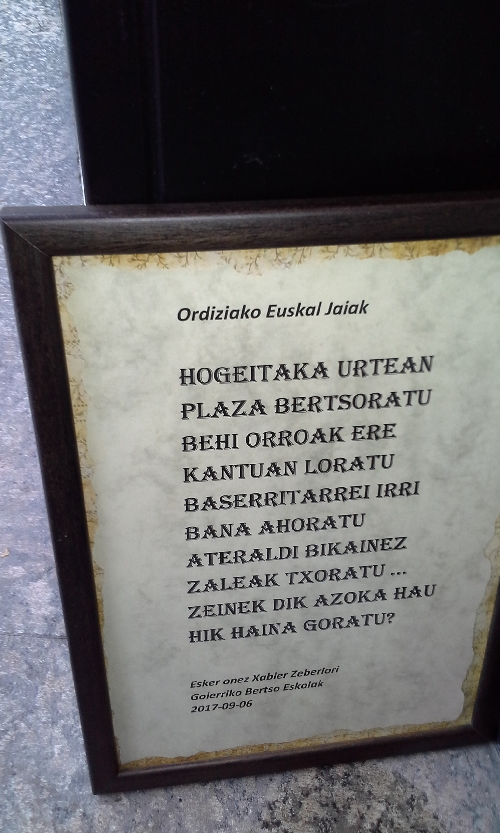 Ordiziako Euskal Jaiak
HOGEITAKA URTEAN
PLAZA BERTSORATU
BEHI ORROAK ERE
KANTUAN LORATU
BASERRITARREI IRRI
BANA AHORATU
ATERALDI BIKAINEZ
ZALEAK TXORATU ...
ZEINEK DIK AZOKA HAU
HIK HAINA GORATU?
Esker onez Xabier Zeberiori
Goierriko Bertso Eskolak
2017-09-06